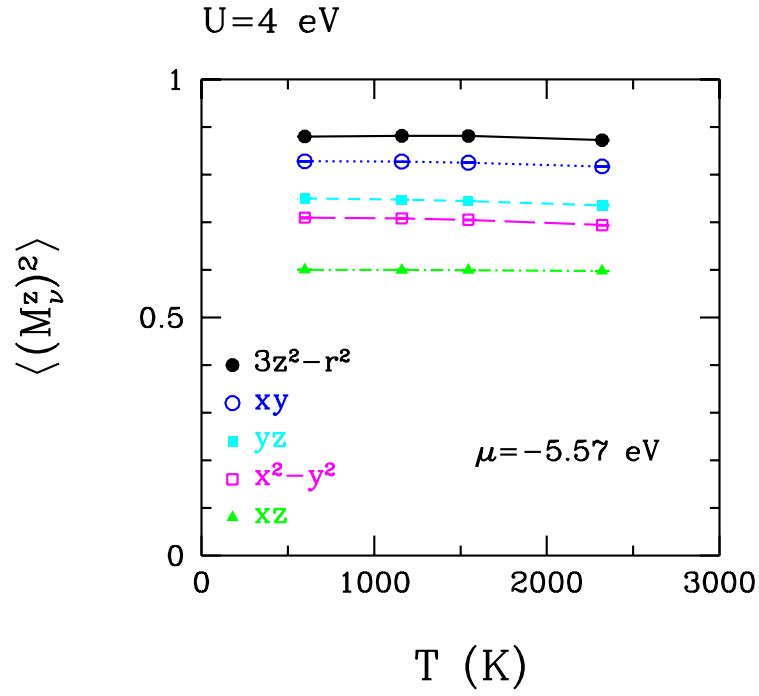 U=4 eV
1
0.5
0
⟨(M^z_ν)²⟩
3z²−r²
xy
yz
x²−y²
xz
μ=−5.57 eV
0 1000 2000 3000
T (K)